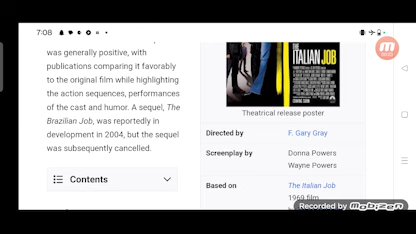 7:08
was generally positive, with
publications comparing it favorably
to the original film while highlighting
the action sequences, performances
of the cast and humor. A sequel, The
Brazilian Job, was reportedly in
development in 2004, but the sequel
was subsequently cancelled.
Contents
THE
ITALIAN JOB
Theatrical release poster
Directed by F. Gary Gray
Screenplay by Donna Powers
Wayne Powers
Based on The Italian Job
1969 film
Recorded by Mobizen